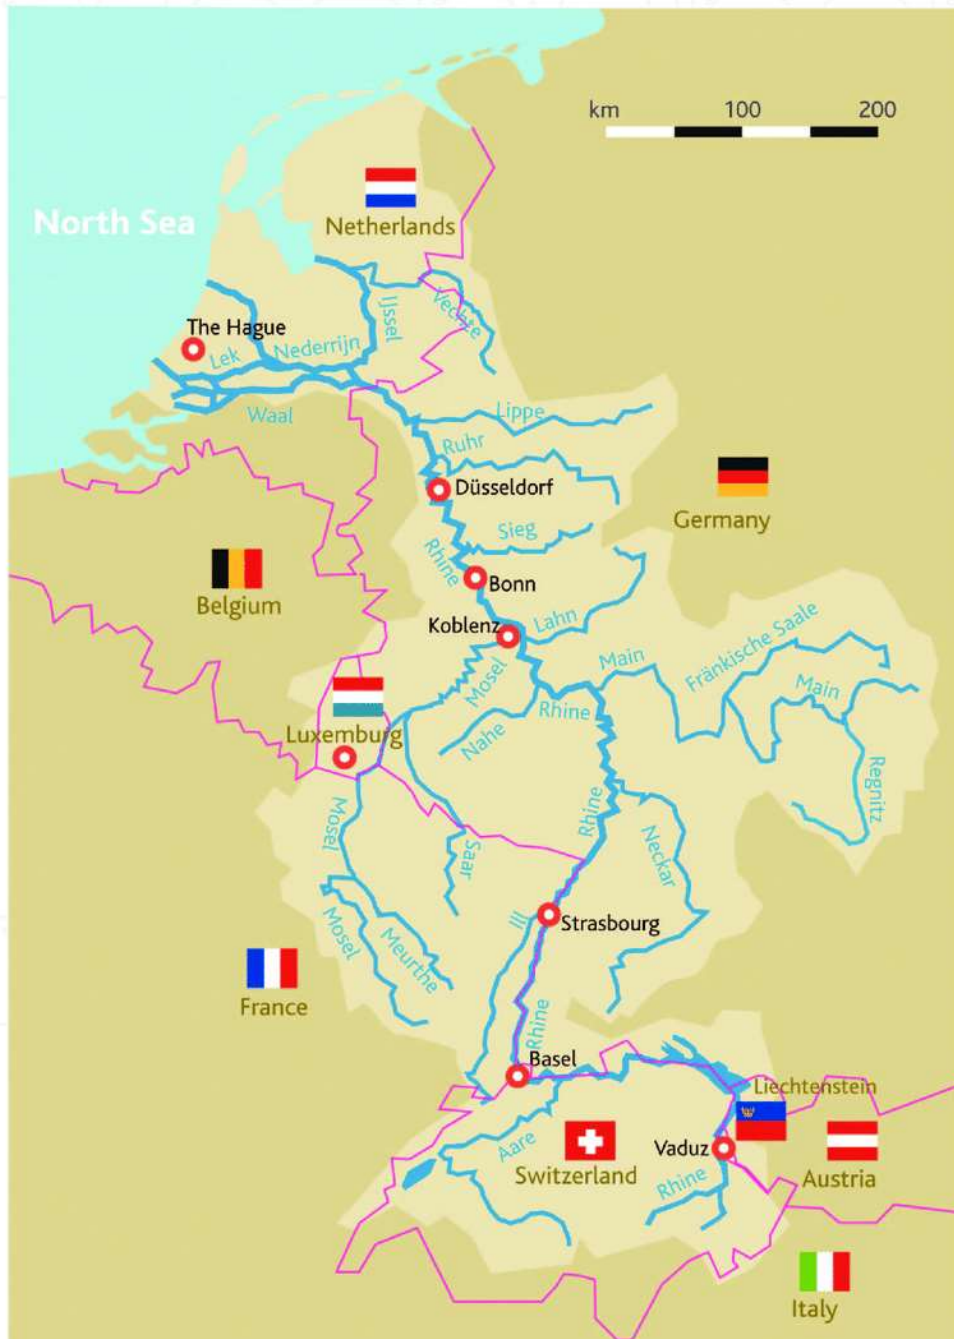 km 100 200
North Sea
Netherlands
The Hague
Lek
Nederrijn
IJssel
Vechte
Waal
Lippe
Ruhr
Düsseldorf
Germany
Sieg
Rhine
Bonn
Belgium
Koblenz
Lahn
Mosel
Main
Fränkische Saale
Main
Rhine
Nahe
Luxemburg
Regnitz
Mosel
Rhine
Saar
Neckar
Ill
Strasbourg
Mosel
Meurthe
France
Rhine
Basel
Liechtenstein
Aare
Switzerland
Vaduz
Rhine
Austria
Italy